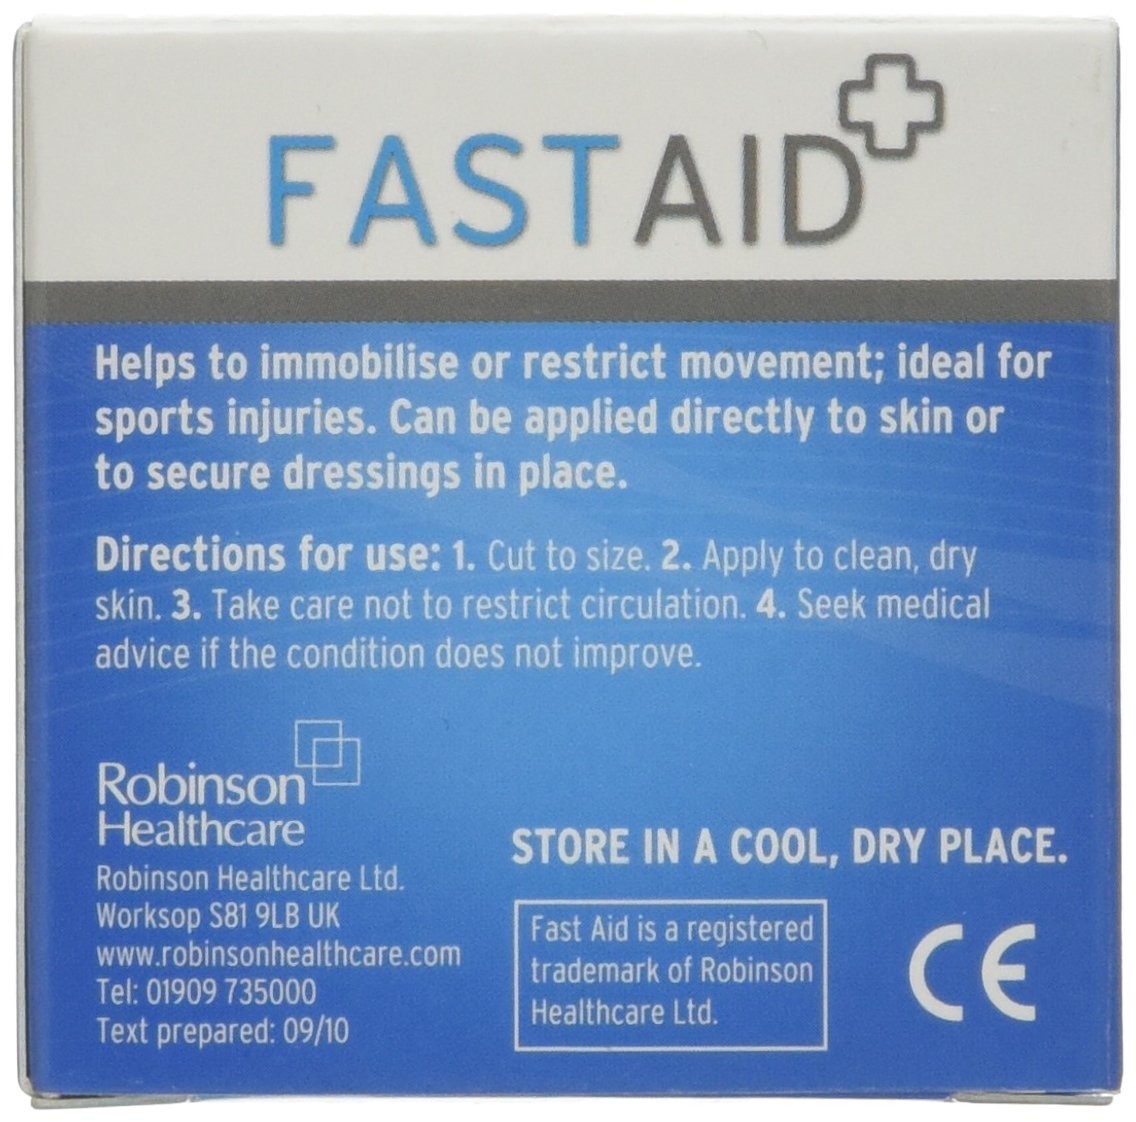 FAST AID
Helps to immobilise or restrict movement; ideal for
sports injuries. Can be applied directly to skin or
to secure dressings in place.
Directions for use: 1. Cut to size. 2. Apply to clean, dry
skin. 3. Take care not to restrict circulation. 4. Seek medical
advice if the condition does not improve.
Robinson
Healthcare
Robinson Healthcare Ltd.
Worksop S81 9LB UK
www.robinsonhealthcare.com
Tel: 01909 735000
Text prepared: 09/10
STORE IN A COOL, DRY PLACE.
Fast Aid is a registered
trademark of Robinson
Healthcare Ltd.
CE